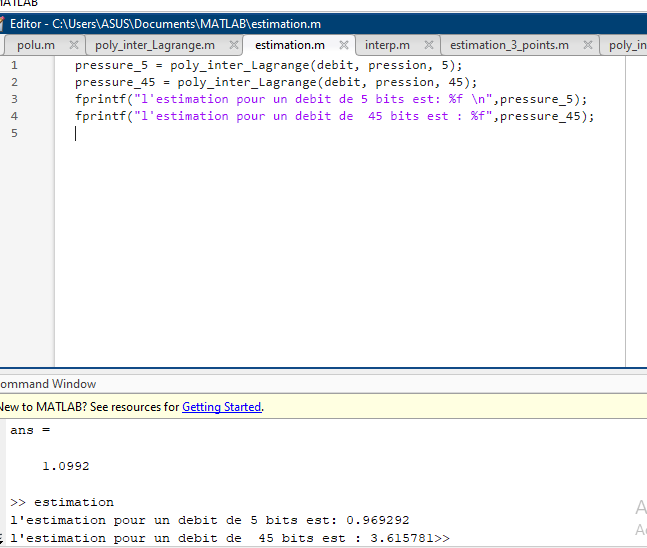 MATLAB
Editor - C:\Users\ASUS\Documents\MATLAB\estimation.m
polu.m × poly_inter_Lagrange.m × estimation.m × interp.m × estimation_3_points.m × poly_in
1 pressure_5 = poly_inter_Lagrange(debit, pression, 5);
2 pressure_45 = poly_inter_Lagrange(debit, pression, 45);
3 fprintf("l'estimation pour un debit de 5 bits est: %f \n",pressure_5);
4 fprintf("l'estimation pour un debit de  45 bits est : %f",pressure_45);
5
ommand Window
New to MATLAB? See resources for Getting Started.
ans =
1.0992
>> estimation
l'estimation pour un debit de 5 bits est: 0.969292
l'estimation pour un debit de  45 bits est : 3.615781>>